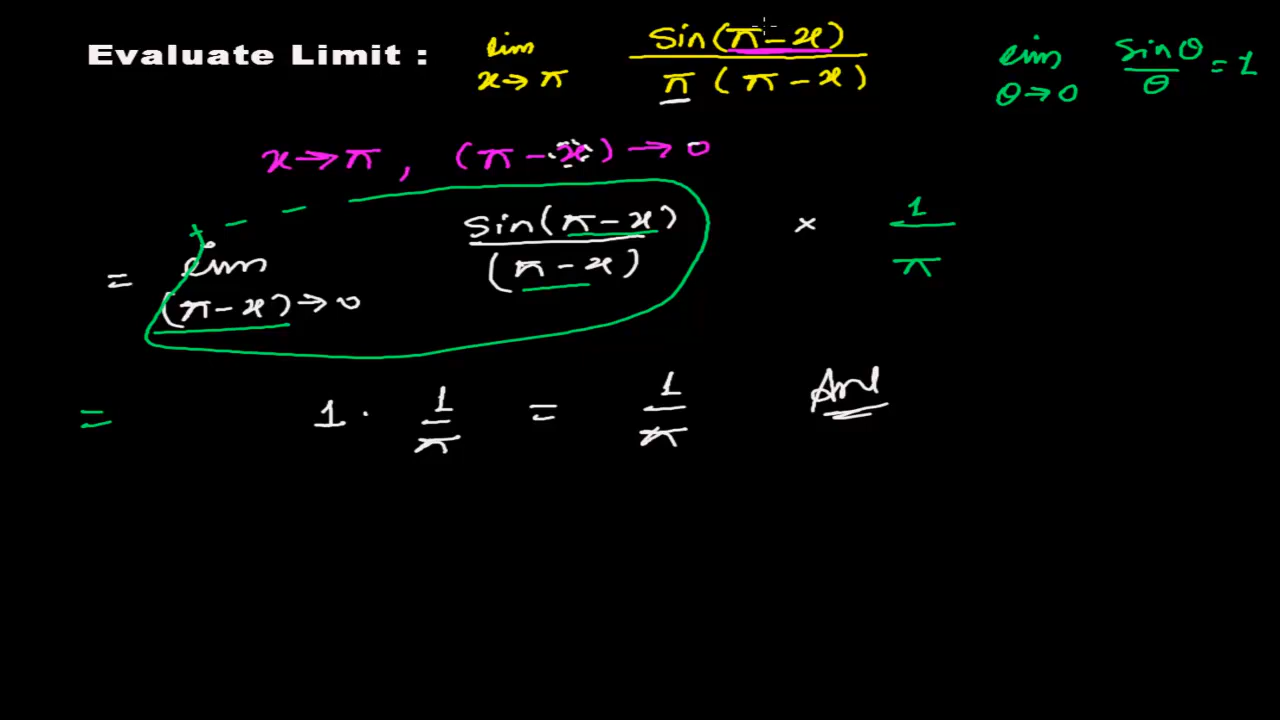 Evaluate Limit : lim x→π Sin(π-x) / π (π-x) lim θ→0 Sinθ/θ = 1
x→π , (π-x) → 0
= lim (π-x)→0 Sin(π-x) / (π-x) × 1/π
= 1 · 1/π = 1/π Ans